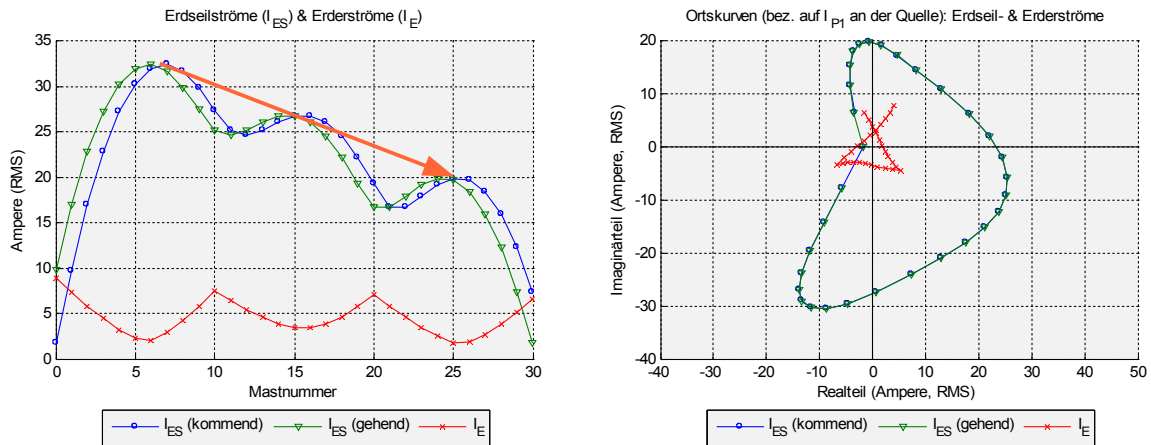 Erdseilströme (I_ES) & Erderströme (I_E)
Ampere (RMS)
35
30
25
20
15
10
5
0
0 5 10 15 20 25 30
Mastnummer
I_ES (kommend) I_ES (gehend) I_E
Ortskurven (bez. auf I_P1 an der Quelle): Erdseil- & Erderströme
Imaginärteil (Ampere, RMS)
20
10
0
-10
-20
-30
-40
-40 -30 -20 -10 0 10 20 30 40 50
Realteil (Ampere, RMS)
I_ES (kommend) I_ES (gehend) I_E